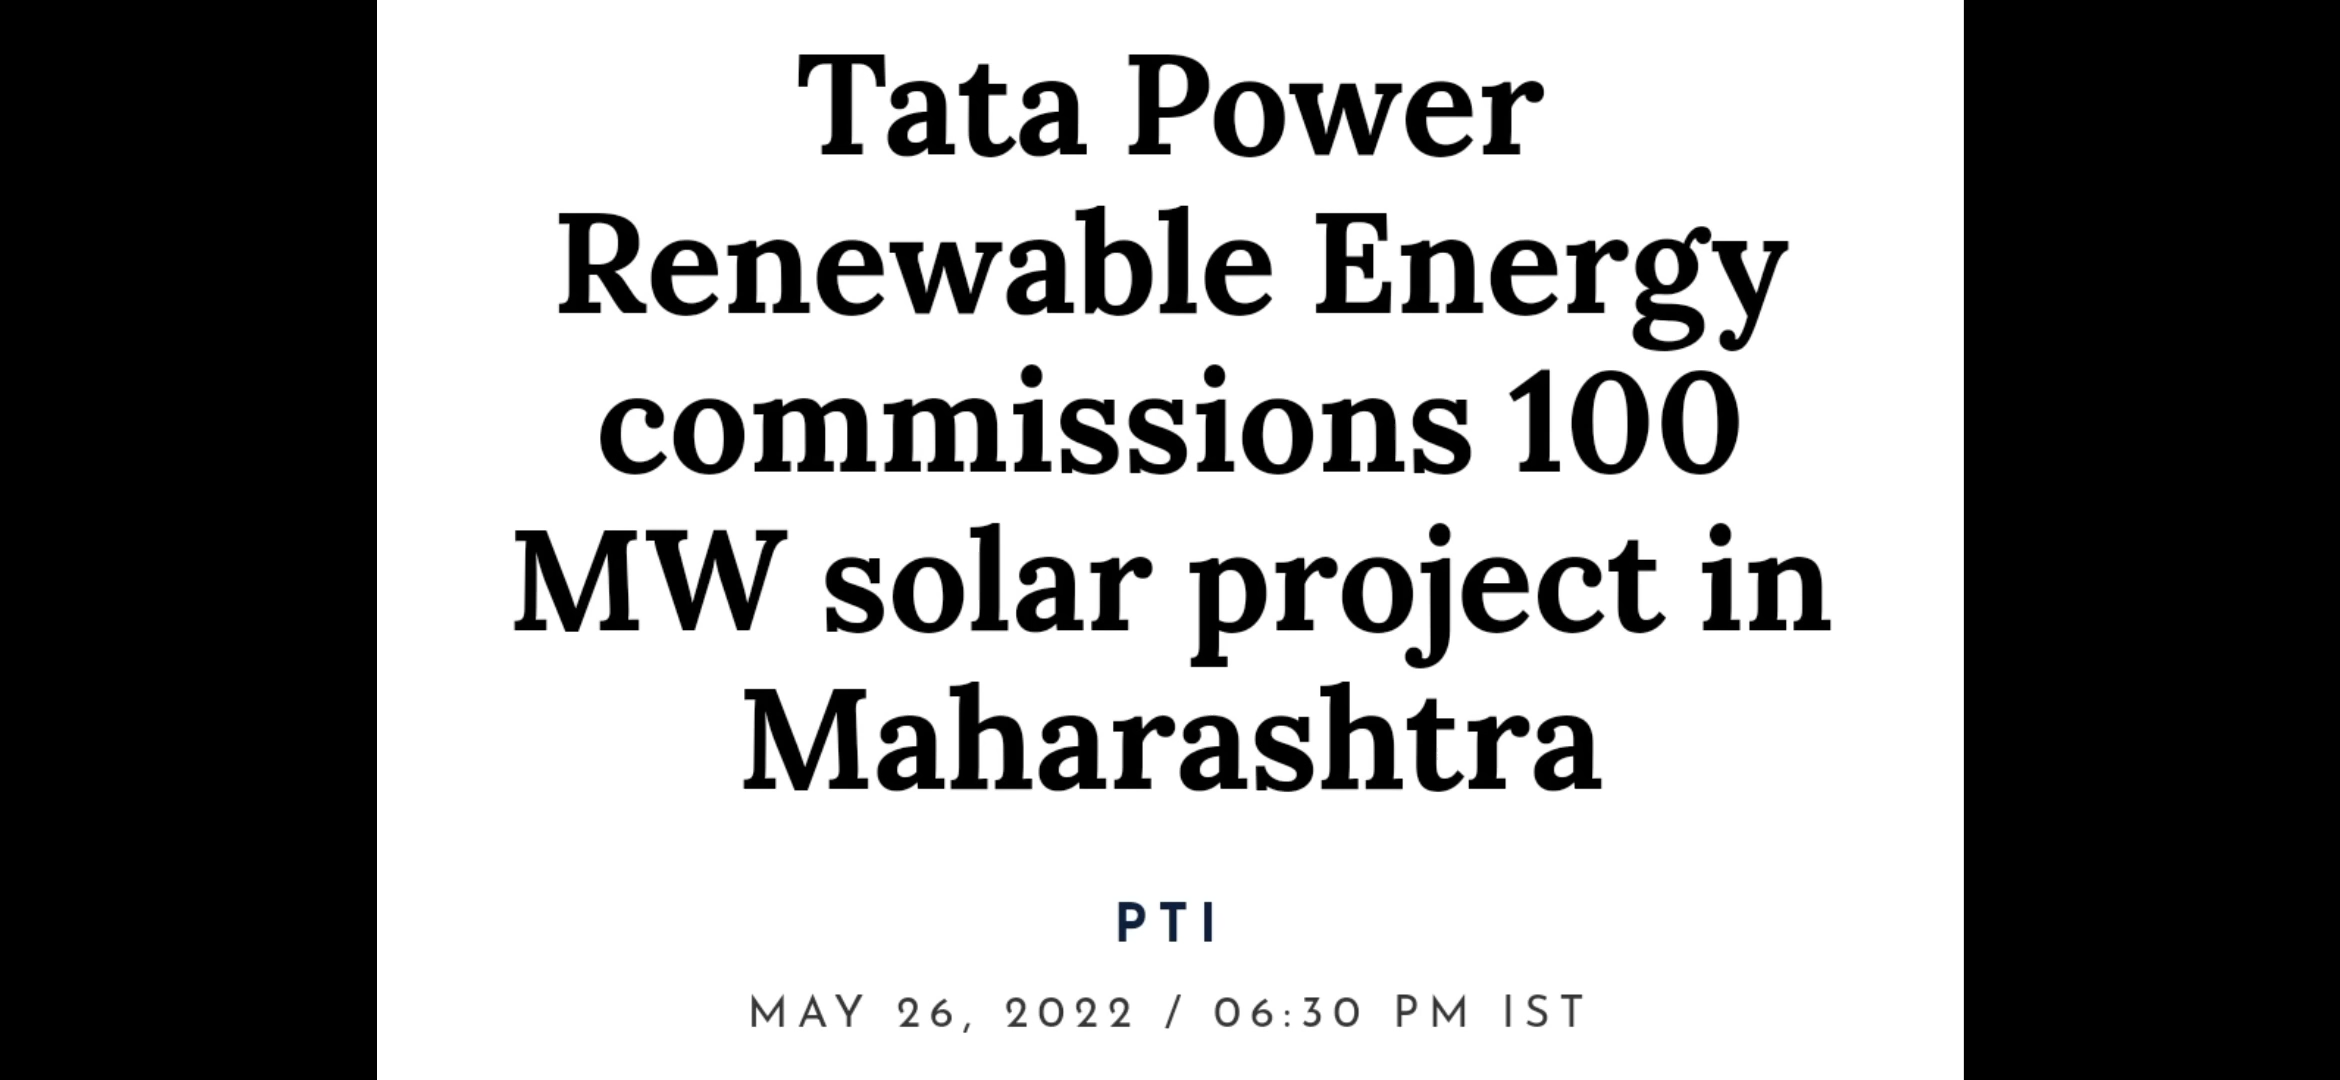 Tata Power
Renewable Energy
commissions 100
MW solar project in
Maharashtra
PTI
MAY 26, 2022 / 06:30 PM IST